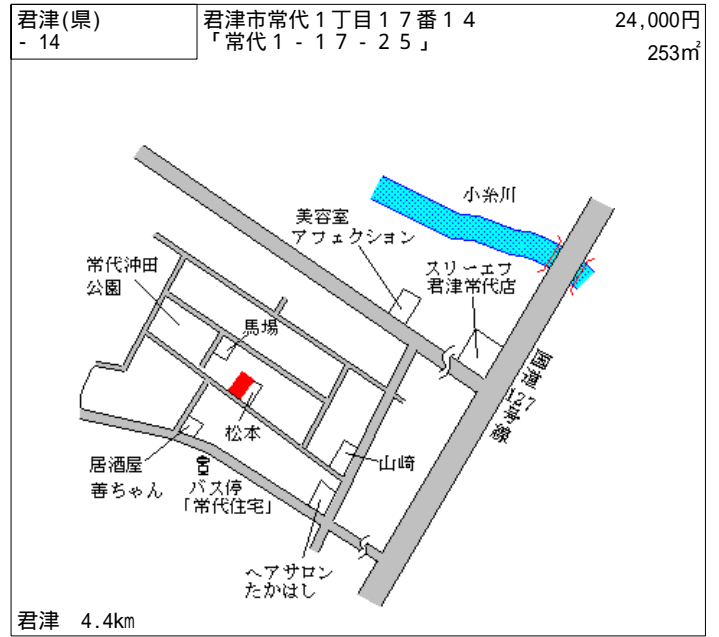 君津(県)
- 14
君津市常代１丁目１７番１４
「常代１‐１７‐２５」
24,000円
253㎡
小糸川
美容室
アフェクション
スリーエフ
君津常代店
常代沖田
公園
馬場
国道127号線
松本
山崎
居酒屋
善ちゃん
バス停
「常代住宅」
ヘアサロン
たかはし
君津　4.4km